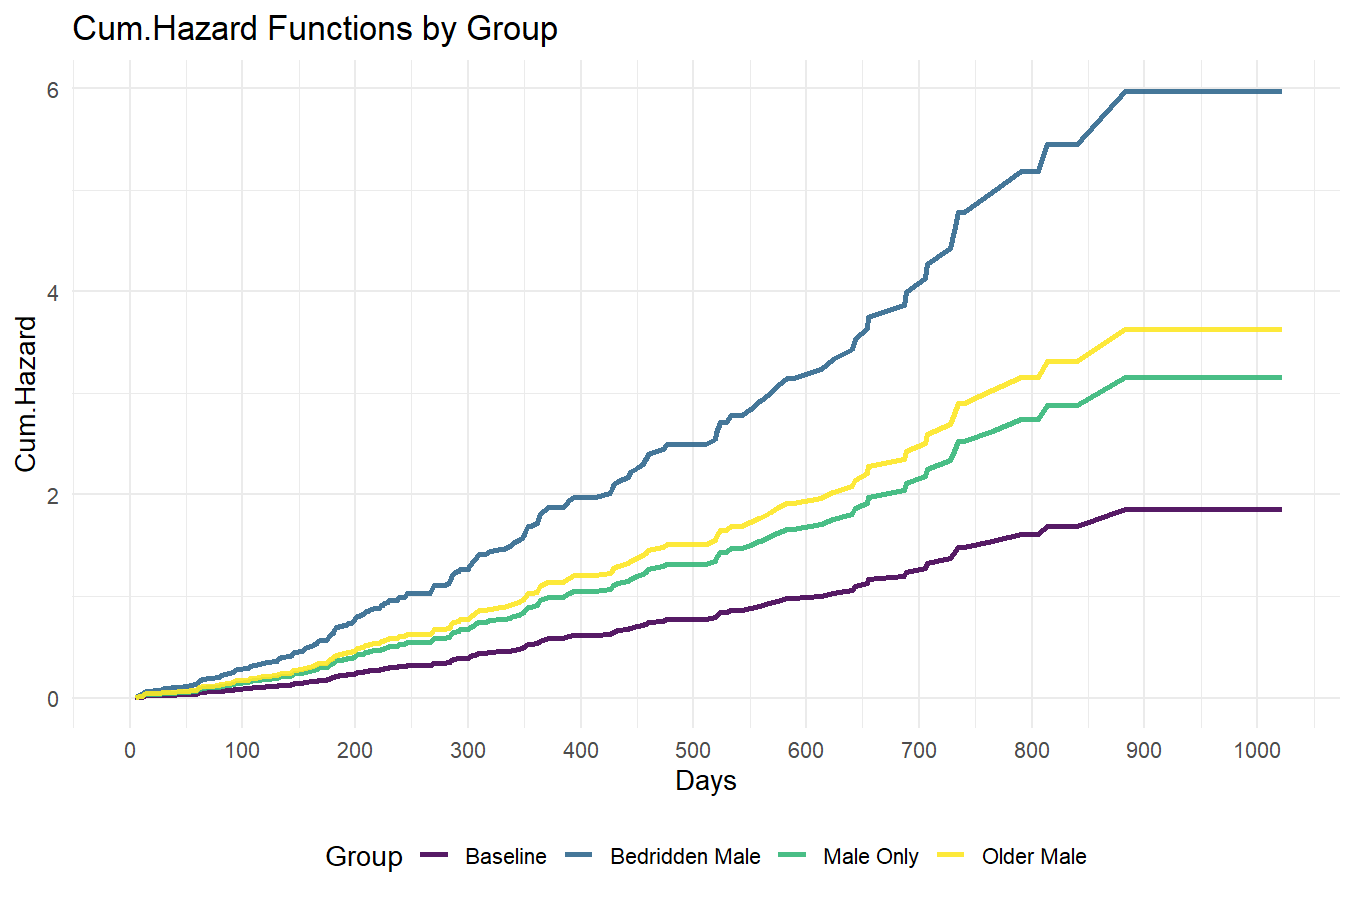 Cum.Hazard Functions by Group
6
4
2
0
Cum.Hazard
0 100 200 300 400 500 600 700 800 900 1000
Days
Group Baseline Bedridden Male Male Only Older Male